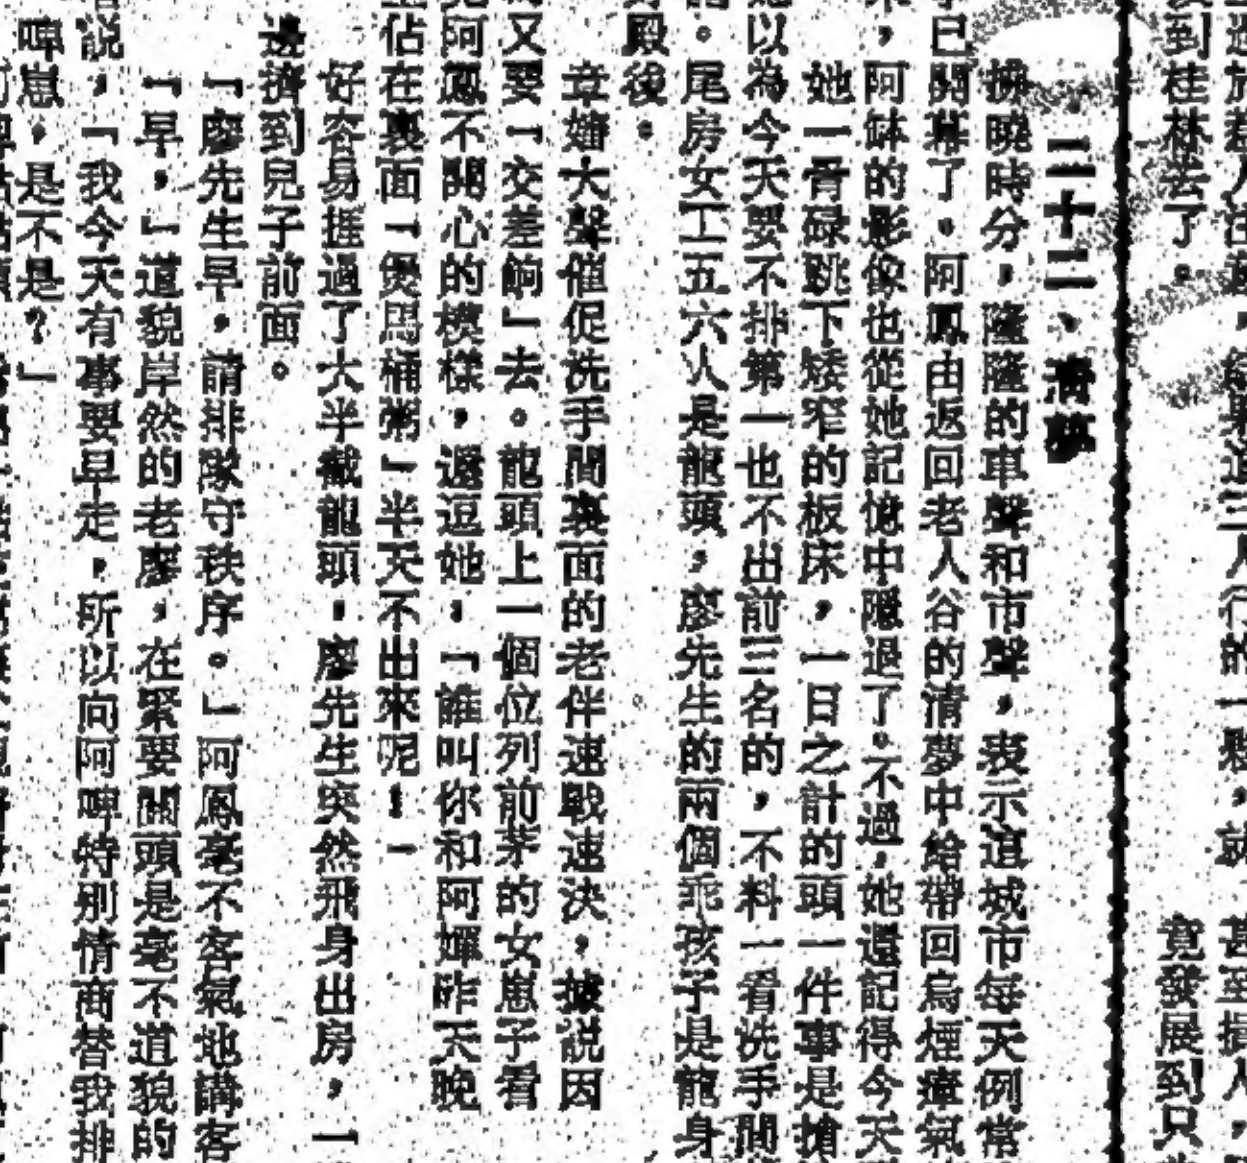 到桂林去了。
三人行的一
竟發展到只
二十二、清夢
拂曉時分，隆隆的車聲和市聲，表示這城市每天例常
已開幕了。阿鳳由返回老人谷的清夢中給帶回烏煙瘴氣
，阿缽的影像也從她記憶中隱退了。不過，她還記得今天
她一骨碌跳下矮窄的板床，一日之計的頭一件事是搶
以為今天要不排第一也不出前三名的，不料一看洗手間
。尾房女工五六人是龍頭，廖先生的兩個乖孩子是龍身
殿後。
章嬸大聲催促洗手間裏面的老伴速戰速決，據說因
又要「交差餉」去。龍頭上一個位列前茅的女崽子看
阿鳳不開心的模樣，還逗她，「誰叫你和阿嬋昨天晚
佔在裏面「煲馬桶粥」半天不出來呢！」
好容易捱過了大半截龍頭，廖先生突然飛身出房，一
邊擠到兒子前面。
「廖先生早，請排隊守秩序。」阿鳳毫不客氣地講客
「早，」道貌岸然的老廖，在緊要關頭是毫不道貌的
說，「我今天有事要早走，所以向阿啤特別情商替我排
啤崽，是不是？」